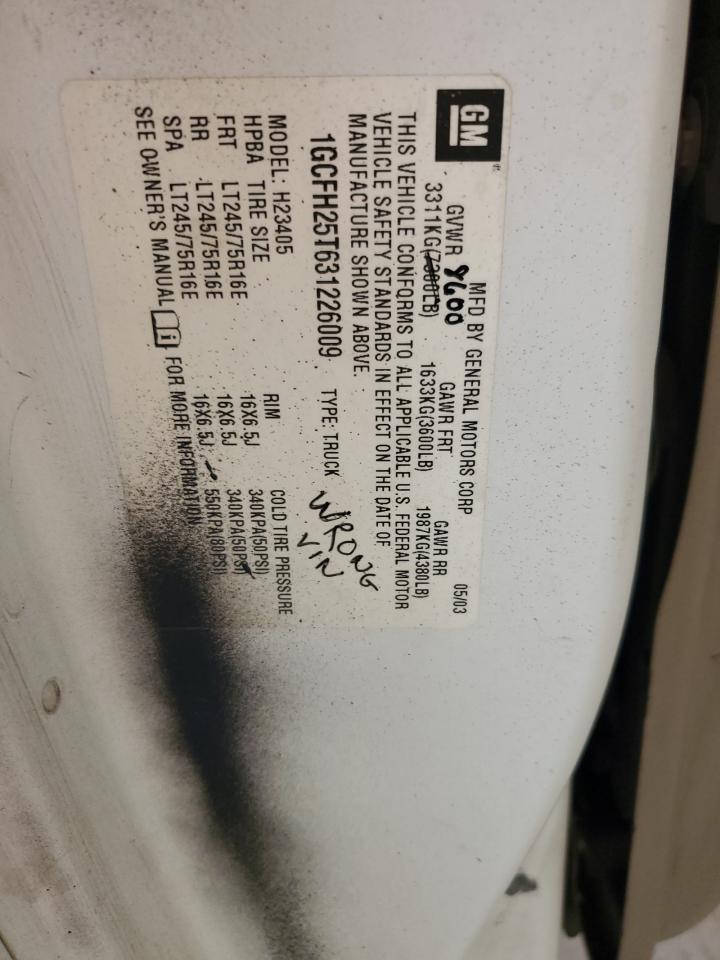 GM
MFD BY GENERAL MOTORS CORP 05/03
GVWR GAWR FRT GAWR RR
8600
3311KG(7300LB) 1633KG(3600LB) 1987KG(4380LB)
THIS VEHICLE CONFORMS TO ALL APPLICABLE U.S. FEDERAL MOTOR
VEHICLE SAFETY STANDARDS IN EFFECT ON THE DATE OF
MANUFACTURE SHOWN ABOVE.
1GCFH25T631226009 TYPE: TRUCK
WRONG
VIN
MODEL: H23405
HPBA TIRE SIZE RIM COLD TIRE PRESSURE
FRT LT245/75R16E 16X6.5J 340KPA(50PSI)
RR LT245/75R16E 16X6.5J 340KPA(50PSI)
SPA LT245/75R16E 16X6.5J 550KPA(80PSI)
SEE OWNER'S MANUAL FOR MORE INFORMATION